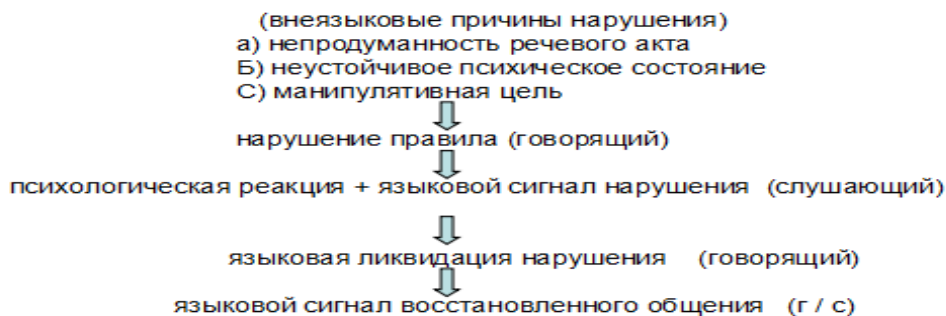 (внеязыковые причины нарушения)
а) непродуманность речевого акта
Б) неустойчивое психическое состояние
С) манипулятивная цель
нарушение правила (говорящий)
психологическая реакция + языковой сигнал нарушения (слушающий)
языковая ликвидация нарушения (говорящий)
языковой сигнал восстановленного общения (г / с)